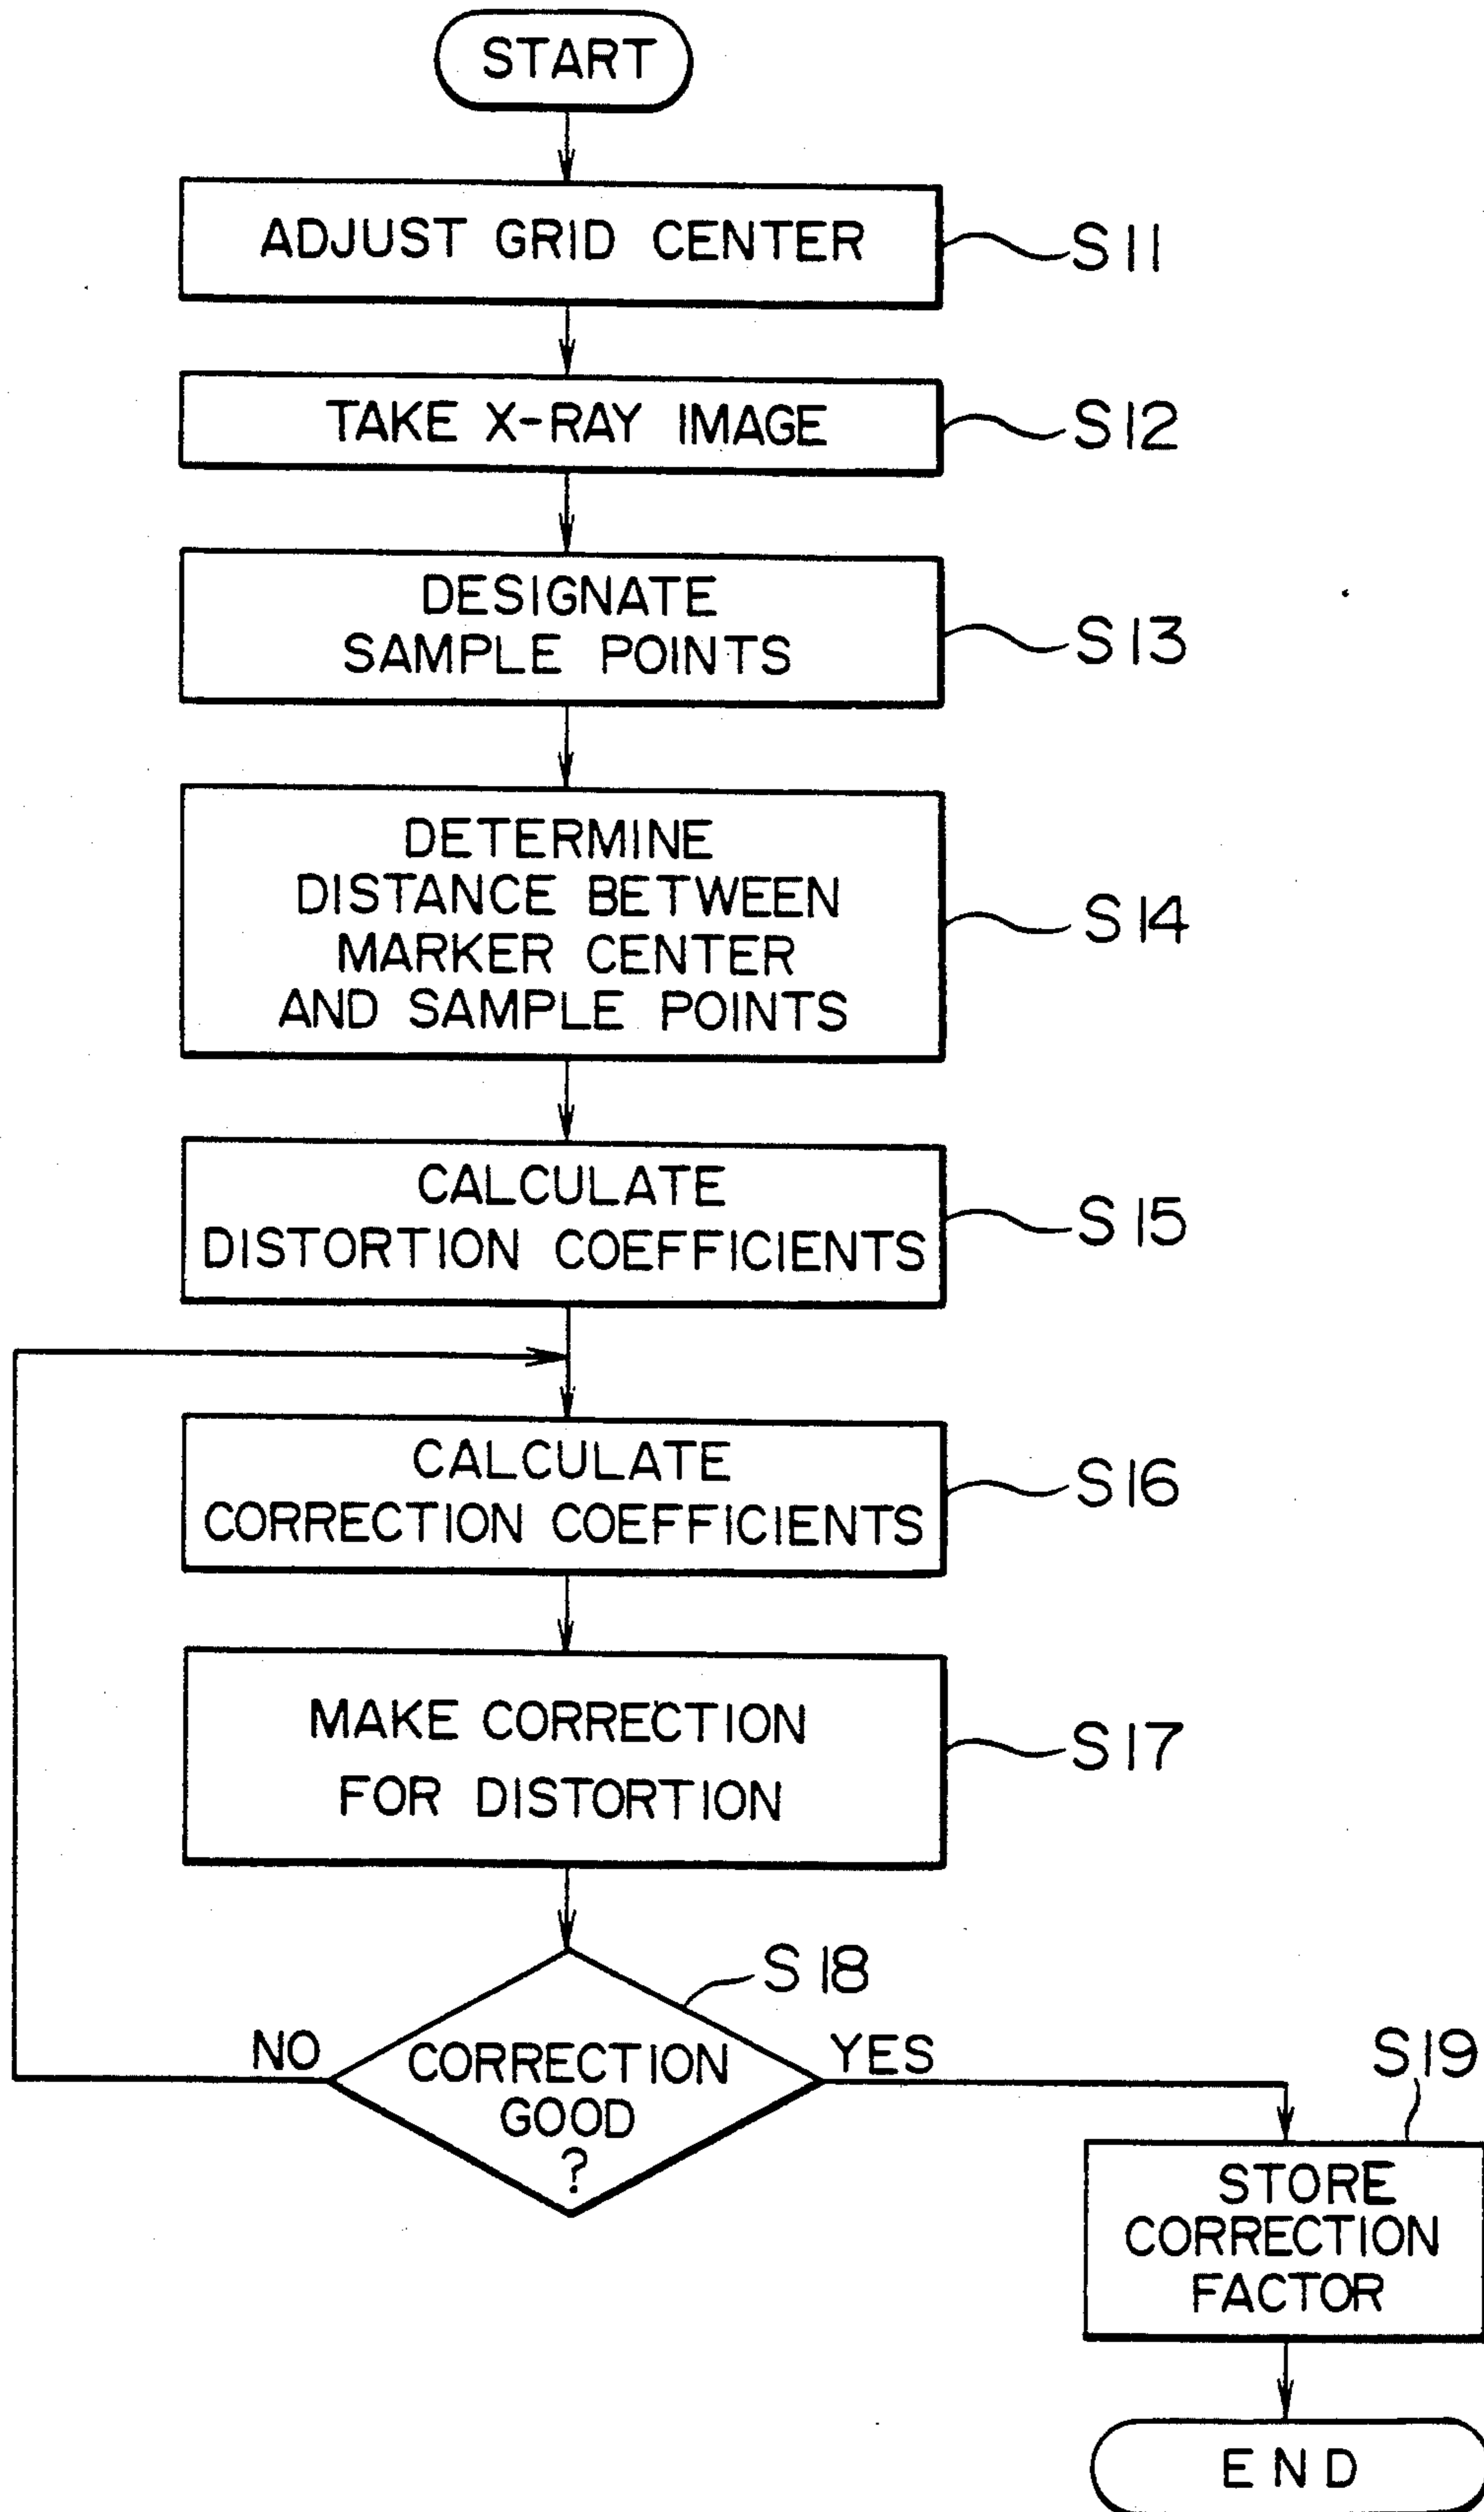 START
ADJUST GRID CENTER
S11
TAKE X-RAY IMAGE
S12
DESIGNATE
SAMPLE POINTS
S13
DETERMINE
DISTANCE BETWEEN
MARKER CENTER
AND SAMPLE POINTS
S14
CALCULATE
DISTORTION COEFFICIENTS
S15
CALCULATE
CORRECTION COEFFICIENTS
S16
MAKE CORRECTION
FOR DISTORTION
S17
S18
CORRECTION
GOOD
?
NO
YES
S19
STORE
CORRECTION
FACTOR
END